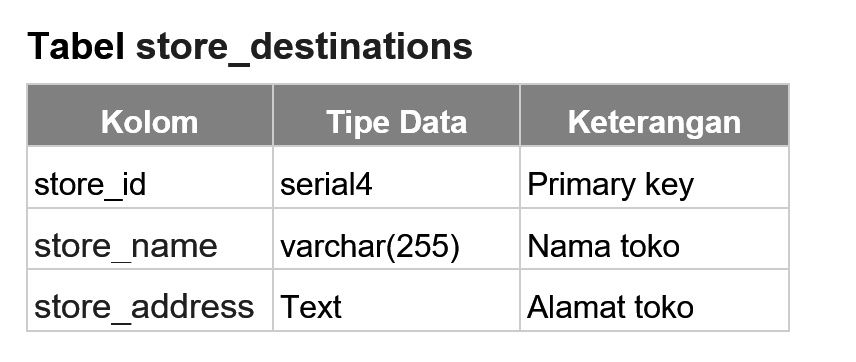 Tabel store_destinations
Kolom Tipe Data Keterangan
store_id serial4 Primary key
store_name varchar(255) Nama toko
store_address Text Alamat toko